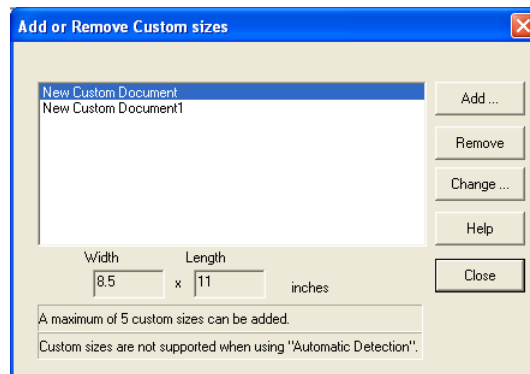 Add or Remove Custom sizes
New Custom Document
New Custom Document1
Add ...
Remove
Change ...
Help
Close
Width
Length
8.5
x
11
inches
A maximum of 5 custom sizes can be added.
Custom sizes are not supported when using "Automatic Detection".